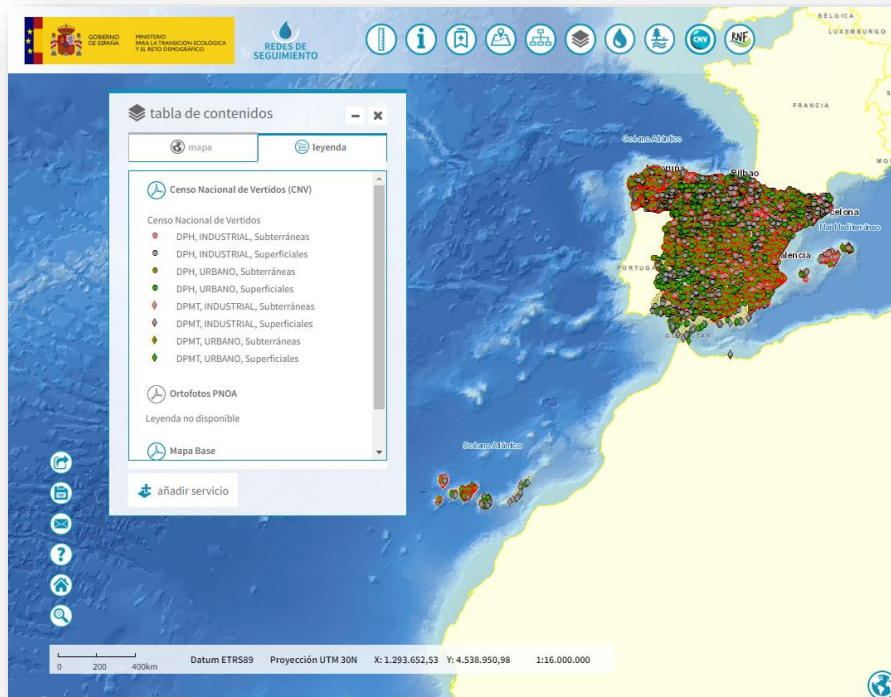 GOBIERNO
DE ESPAÑA
MINISTERIO
PARA LA TRANSICIÓN ECOLÓGICA
Y EL RETO DEMOGRÁFICO
REDES DE
SEGUIMIENTO
CNV
RNF
BÉLGICA
LUXEMBURGO
FRANCIA
tabla de contenidos
mapa
leyenda
Censo Nacional de Vertidos (CNV)
Censo Nacional de Vertidos
DPH, INDUSTRIAL, Subterráneas
DPH, INDUSTRIAL, Superficiales
DPH, URBANO, Subterráneas
DPH, URBANO, Superficiales
DPMT, INDUSTRIAL, Subterráneas
DPMT, INDUSTRIAL, Superficiales
DPMT, URBANO, Subterráneas
DPMT, URBANO, Superficiales
Ortofotos PNOA
Leyenda no disponible
Mapa Base
añadir servicio
Océano Atlántico
Bilbao
celona
Mar Mediterráneo
alencia
PORTUGA
Océano Atlántico
0 200 400km
Datum ETRS89 Proyección UTM 30N X: 1.293.652,53 Y: 4.538.950,98 1:16.000.000